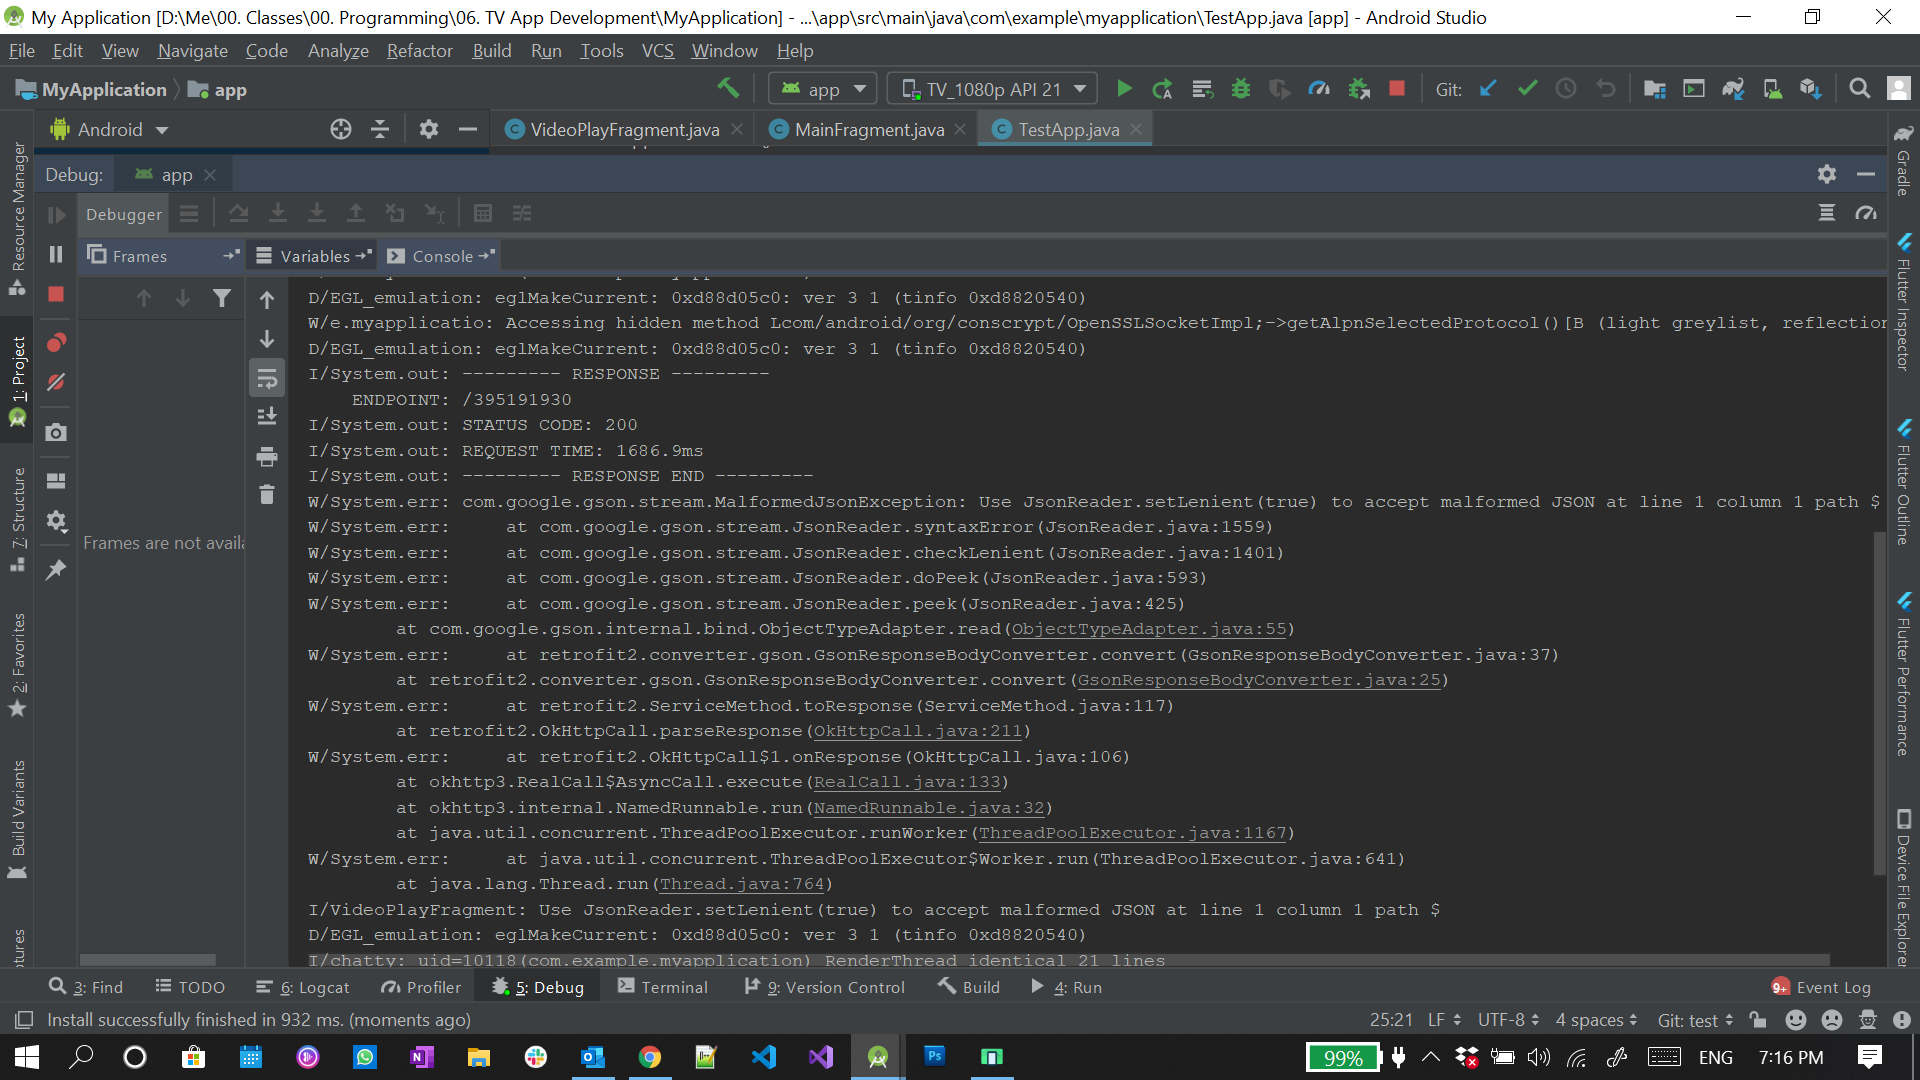 My Application [D:\Me\00. Classes\00. Programming\06. TV App Development\MyApplication] - ...\app\src\main\java\com\example\myapplication\TestApp.java [app] - Android Studio
File Edit View Navigate Code Analyze Refactor Build Run Tools VCS Window Help
MyApplication app app TV_1080p API 21 Git:
Android VideoPlayFragment.java MainFragment.java TestApp.java
Debug: app
Debugger
Frames Variables Console
D/EGL_emulation: eglMakeCurrent: 0xd88d05c0: ver 3 1 (tinfo 0xd8820540)
W/e.myapplicatio: Accessing hidden method Lcom/android/org/conscrypt/OpenSSLSocketImpl;->getAlpnSelectedProtocol()[B (light greylist, reflection
D/EGL_emulation: eglMakeCurrent: 0xd88d05c0: ver 3 1 (tinfo 0xd8820540)
I/System.out: --------- RESPONSE ---------
ENDPOINT: /395191930
I/System.out: STATUS CODE: 200
I/System.out: REQUEST TIME: 1686.9ms
I/System.out: --------- RESPONSE END ---------
W/System.err: com.google.gson.stream.MalformedJsonException: Use JsonReader.setLenient(true) to accept malformed JSON at line 1 column 1 path $
W/System.err: at com.google.gson.stream.JsonReader.syntaxError(JsonReader.java:1559)
W/System.err: at com.google.gson.stream.JsonReader.checkLenient(JsonReader.java:1401)
W/System.err: at com.google.gson.stream.JsonReader.doPeek(JsonReader.java:593)
W/System.err: at com.google.gson.stream.JsonReader.peek(JsonReader.java:425)
at com.google.gson.internal.bind.ObjectTypeAdapter.read(ObjectTypeAdapter.java:55)
W/System.err: at retrofit2.converter.gson.GsonResponseBodyConverter.convert(GsonResponseBodyConverter.java:37)
at retrofit2.converter.gson.GsonResponseBodyConverter.convert(GsonResponseBodyConverter.java:25)
W/System.err: at retrofit2.ServiceMethod.toResponse(ServiceMethod.java:117)
at retrofit2.OkHttpCall.parseResponse(OkHttpCall.java:211)
W/System.err: at retrofit2.OkHttpCall$1.onResponse(OkHttpCall.java:106)
at okhttp3.RealCall$AsyncCall.execute(RealCall.java:133)
at okhttp3.internal.NamedRunnable.run(NamedRunnable.java:32)
at java.util.concurrent.ThreadPoolExecutor.runWorker(ThreadPoolExecutor.java:1167)
W/System.err: at java.util.concurrent.ThreadPoolExecutor$Worker.run(ThreadPoolExecutor.java:641)
at java.lang.Thread.run(Thread.java:764)
I/VideoPlayFragment: Use JsonReader.setLenient(true) to accept malformed JSON at line 1 column 1 path $
D/EGL_emulation: eglMakeCurrent: 0xd88d05c0: ver 3 1 (tinfo 0xd8820540)
I/chatty: uid=10118(com.example.myapplication) RenderThread identical 21 lines
Frames are not availa
Resource Manager
1: Project
7: Structure
2: Favorites
Build Variants
tures
Gradle
Flutter Inspector
Flutter Outline
Flutter Performance
Device File Explorer
3: Find TODO 6: Logcat Profiler 5: Debug Terminal 9: Version Control Build 4: Run 9+ Event Log
Install successfully finished in 932 ms. (moments ago) 25:21 LF UTF-8 4 spaces Git: test
99% ENG 7:16 PM